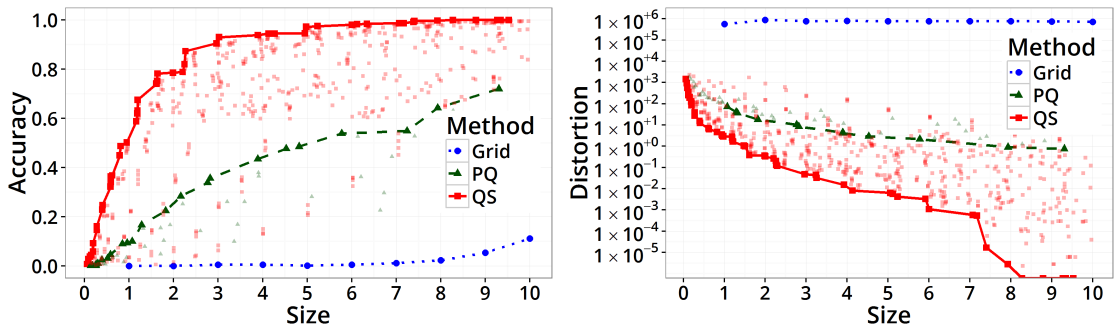 1.0
0.8
0.6
0.4
0.2
0.0
Accuracy
0 1 2 3 4 5 6 7 8 9 10
Size
Method
Grid
PQ
QS
1 × 10+6
1 × 10+5
1 × 10+3
1 × 10+2
1 × 10+1
1 × 10+0
1 × 10−1
1 × 10−2
1 × 10−3
1 × 10−4
1 × 10−5
Distortion
0 1 2 3 4 5 6 7 8 9 10
Size
Method
Grid
PQ
QS